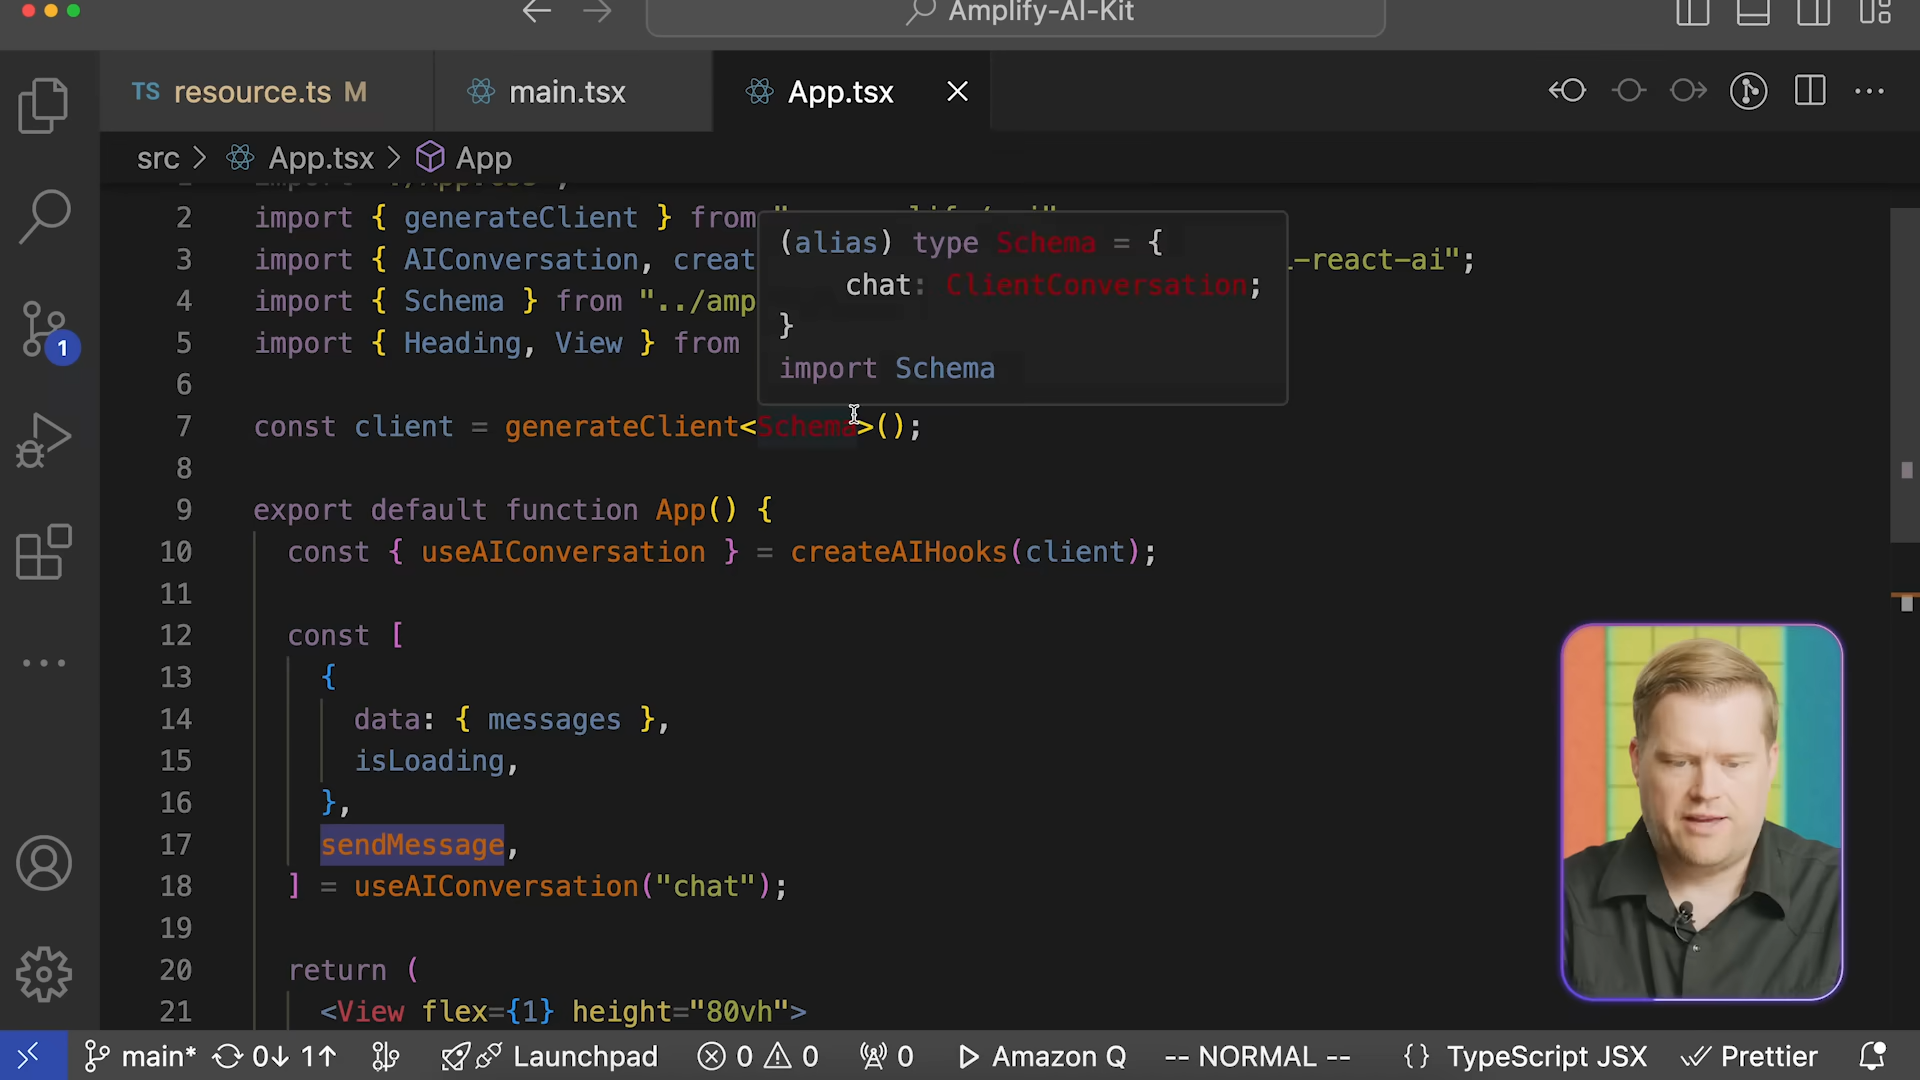 Amplify-AI-Kit
TS resource.ts M
main.tsx
App.tsx
src > App.tsx > App
2 import { generateClient } from "
3 import { AIConversation, creat
-react-ai";
4 import { Schema } from "../amp
5 import { Heading, View } from
(alias) type Schema = {
chat: ClientConversation;
}
import Schema
6
7 const client = generateClient<Schema>();
8
9 export default function App() {
10 const { useAIConversation } = createAIHooks(client);
11
12 const [
13 {
14 data: { messages },
15 isLoading,
16 },
17 sendMessage,
18 ] = useAIConversation("chat");
19
20 return (
21 <View flex={1} height="80vh">
1
main* 0↓ 1↑ Launchpad 0 0 0 Amazon Q -- NORMAL -- {} TypeScript JSX Prettier